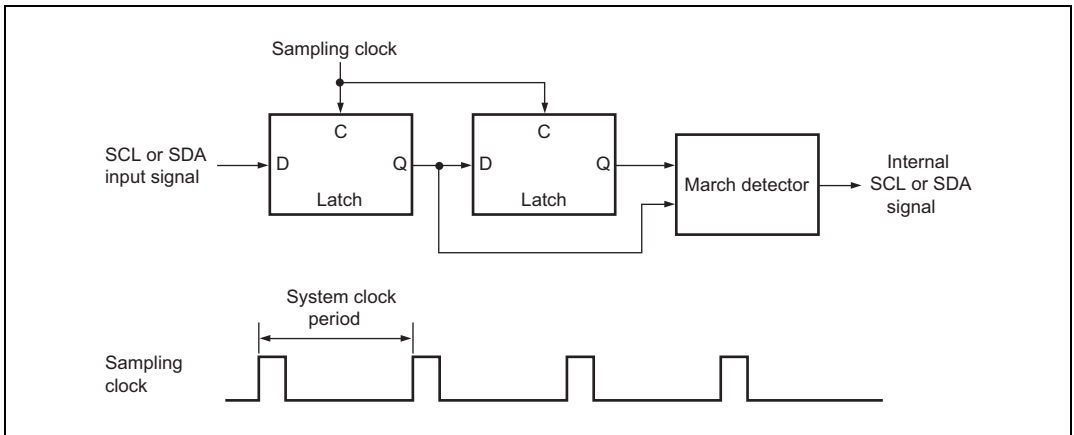 Sampling clock
C
C
SCL or SDA
input signal
D
Q
D
Q
Latch
Latch
March detector
Internal
SCL or SDA
signal
System clock
period
Sampling
clock